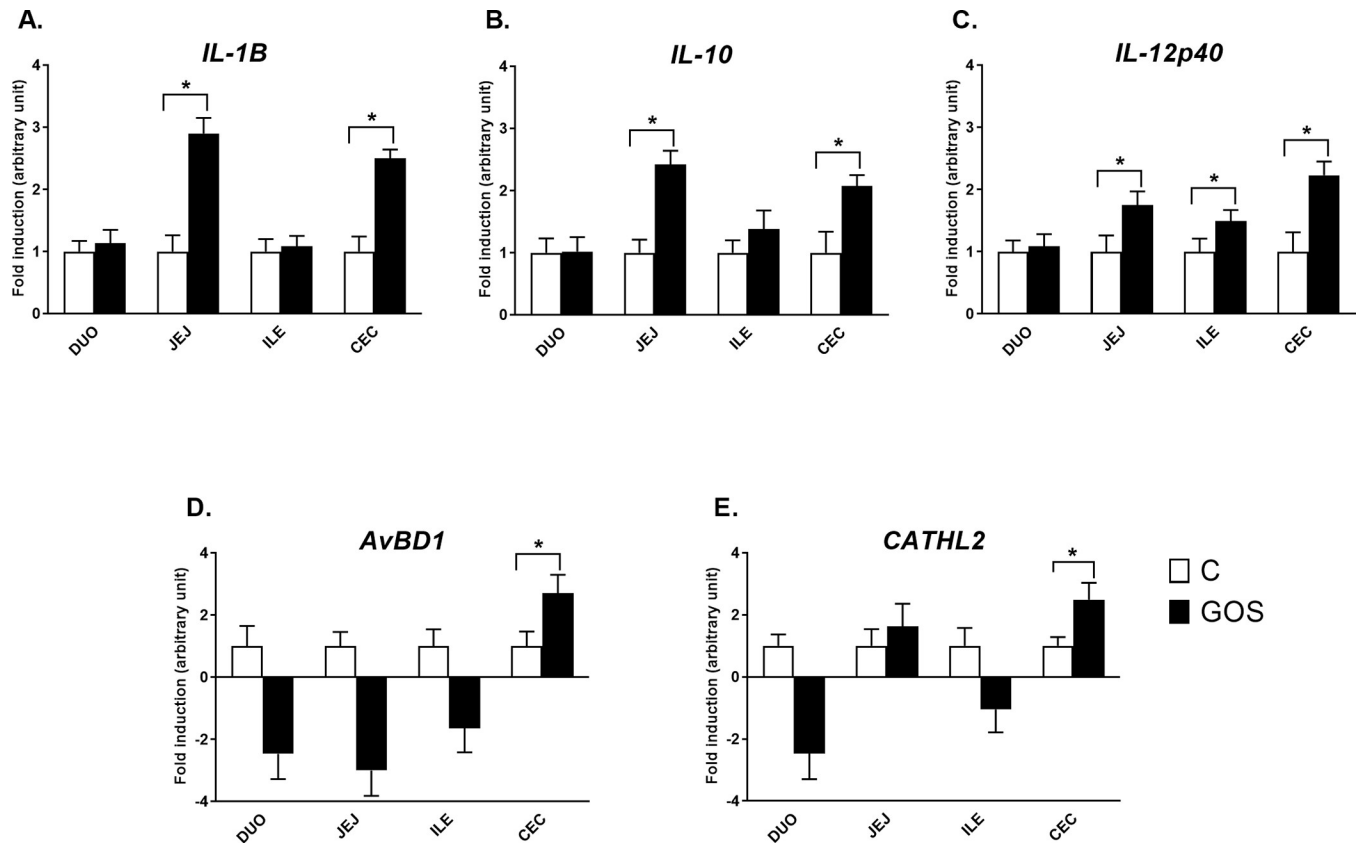 A.
IL-1B
Fold induction (arbitrary unit)
4
3
2
1
0
*
*
DUO
JEJ
ILE
CEC
B.
IL-10
Fold induction (arbitrary unit)
4
3
2
1
0
*
*
DUO
JEJ
ILE
CEC
C.
IL-12p40
Fold induction (arbitrary unit)
4
3
2
1
0
*
*
*
DUO
JEJ
ILE
CEC
D.
AvBD1
Fold induction (arbitrary unit)
4
2
0
-2
-4
*
DUO
JEJ
ILE
CEC
E.
CATHL2
Fold induction (arbitrary unit)
4
2
0
-2
-4
*
DUO
JEJ
ILE
CEC
C
GOS